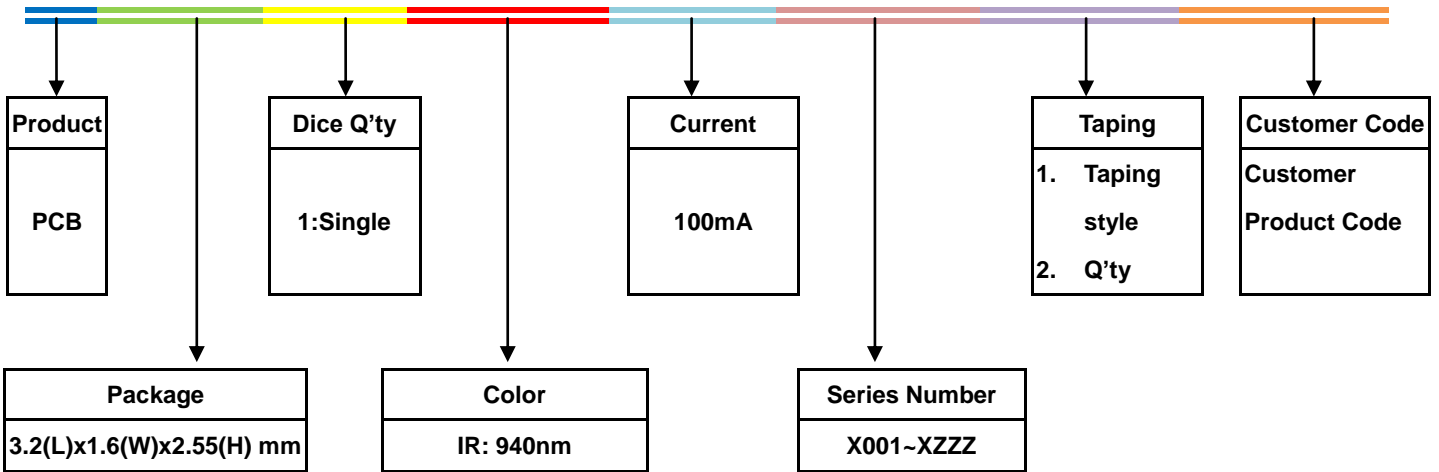 Product
PCB
Dice Q’ty
1:Single
Current
100mA
Taping
1. Taping
style
2. Q’ty
Customer Code
Customer
Product Code
Package
3.2(L)x1.6(W)x2.55(H) mm
Color
IR: 940nm
Series Number
X001~XZZZ